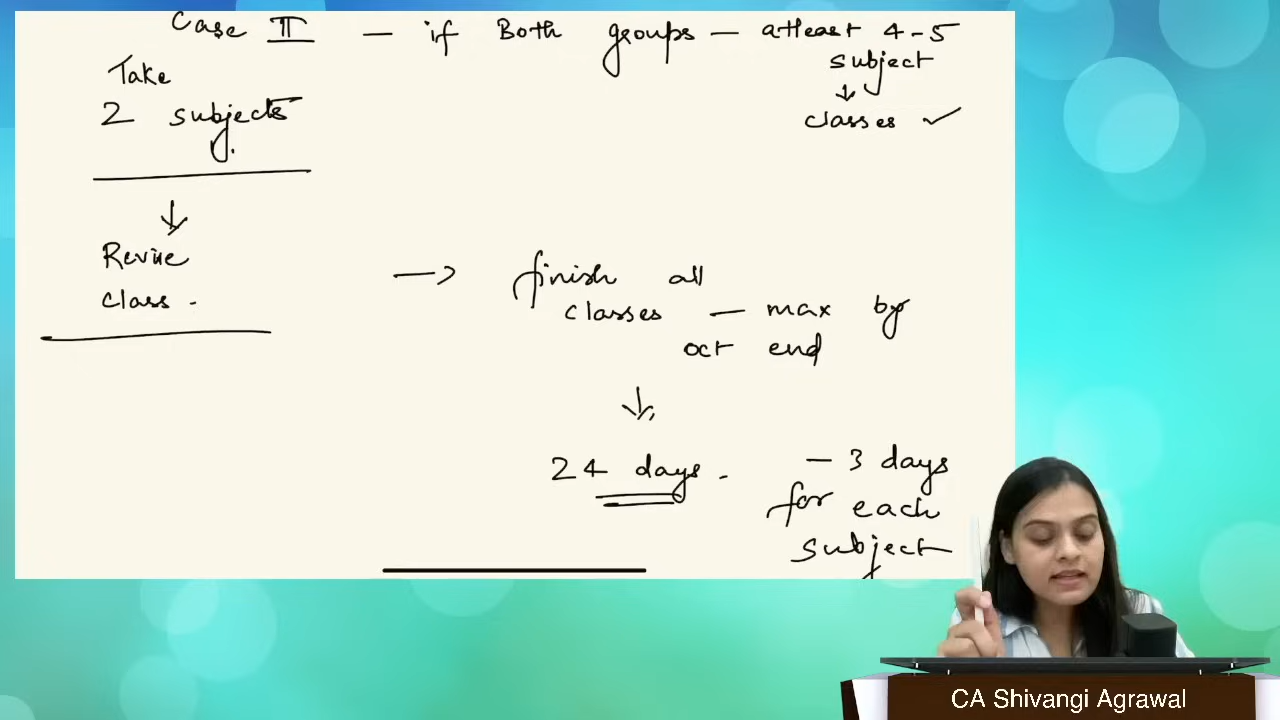 Case II — if Both groups — atleast 4-5
subject
↓
classes ✓
Take
2 subjects
↓
Revise
class.
→ finish all
classes — max by
oct end
↓
24 days. — 3 days
for each
subject
CA Shivangi Agrawal